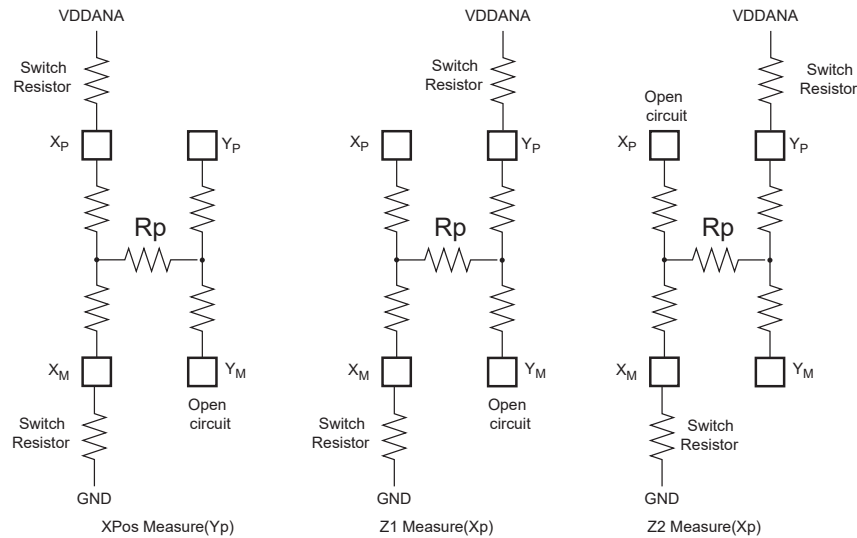 VDDANA
Switch
Resistor
XP
YP
Rp
XM
YM
Open
circuit
Switch
Resistor
GND
XPos Measure(Yp)
VDDANA
Switch
Resistor
XP
YP
Rp
XM
YM
Open
circuit
Switch
Resistor
GND
Z1 Measure(Xp)
VDDANA
Switch
Resistor
Open
circuit
XP
YP
Rp
XM
YM
Switch
Resistor
GND
Z2 Measure(Xp)